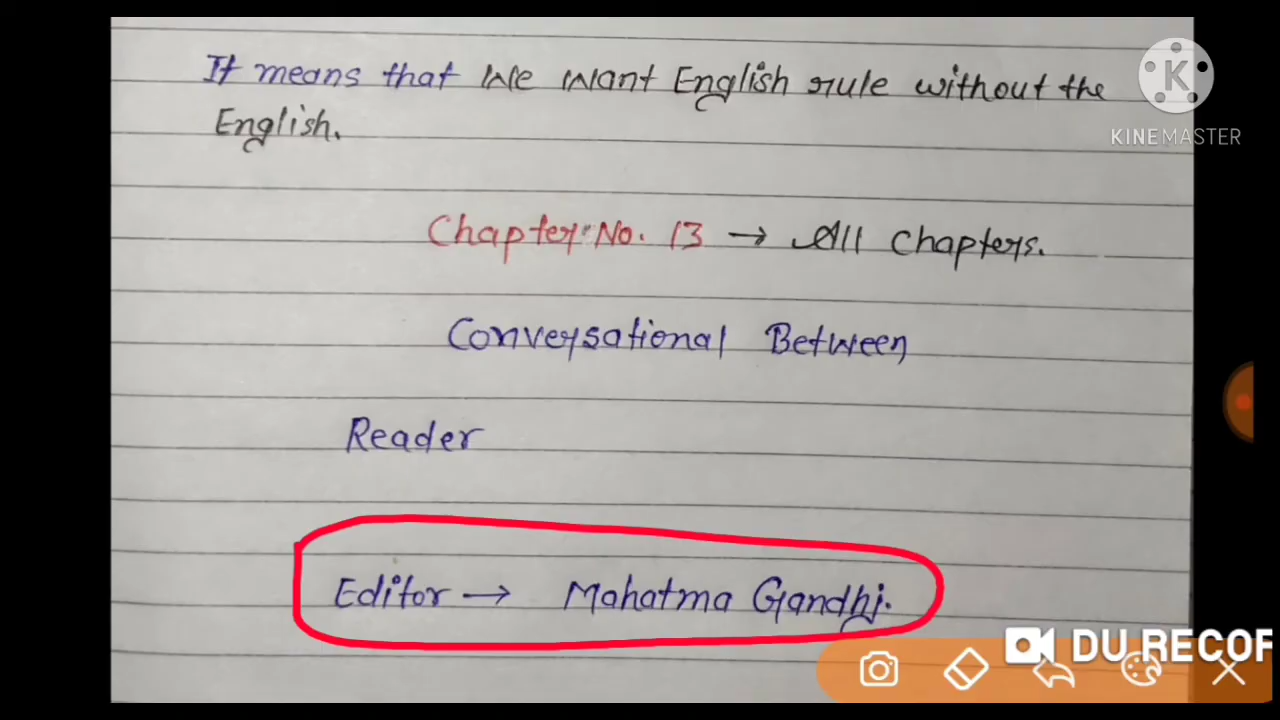 It means that We Want English rule without the
English.
Chapter No. 13 → All Chapters.
Conversational Between
Reader
Editor → Mahatma Gandhi.
K
KINEMASTER
DU RECOR